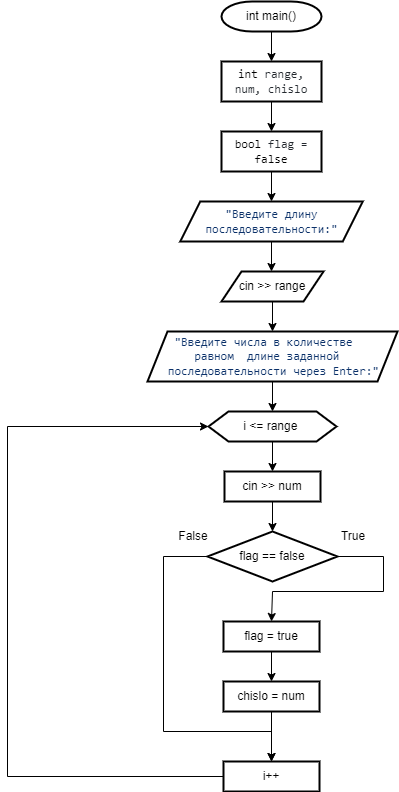 int main()
int range,
num, chislo
bool flag =
false
"Введите длину
последовательности:"
cin >> range
"Введите числа в количестве
равном длине заданной
последовательности через Enter:"
i <= range
cin >> num
False
True
flag == false
flag = true
chislo = num
i++